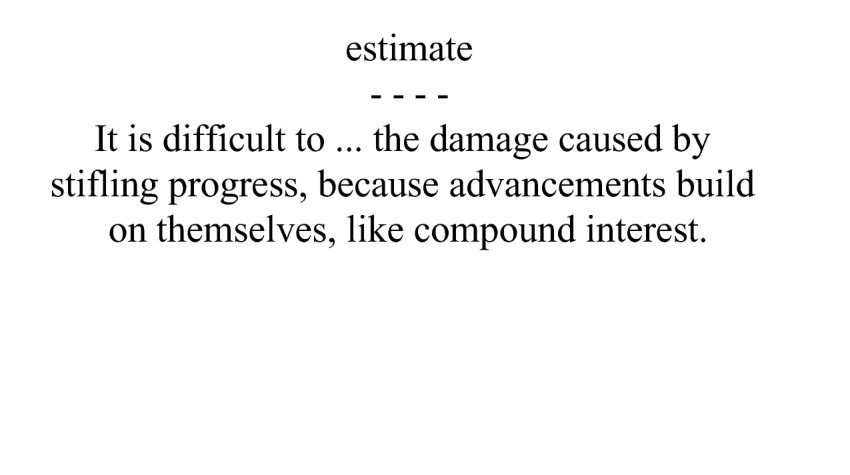 estimate
- - - -
It is difficult to ... the damage caused by
stifling progress, because advancements build
on themselves, like compound interest.